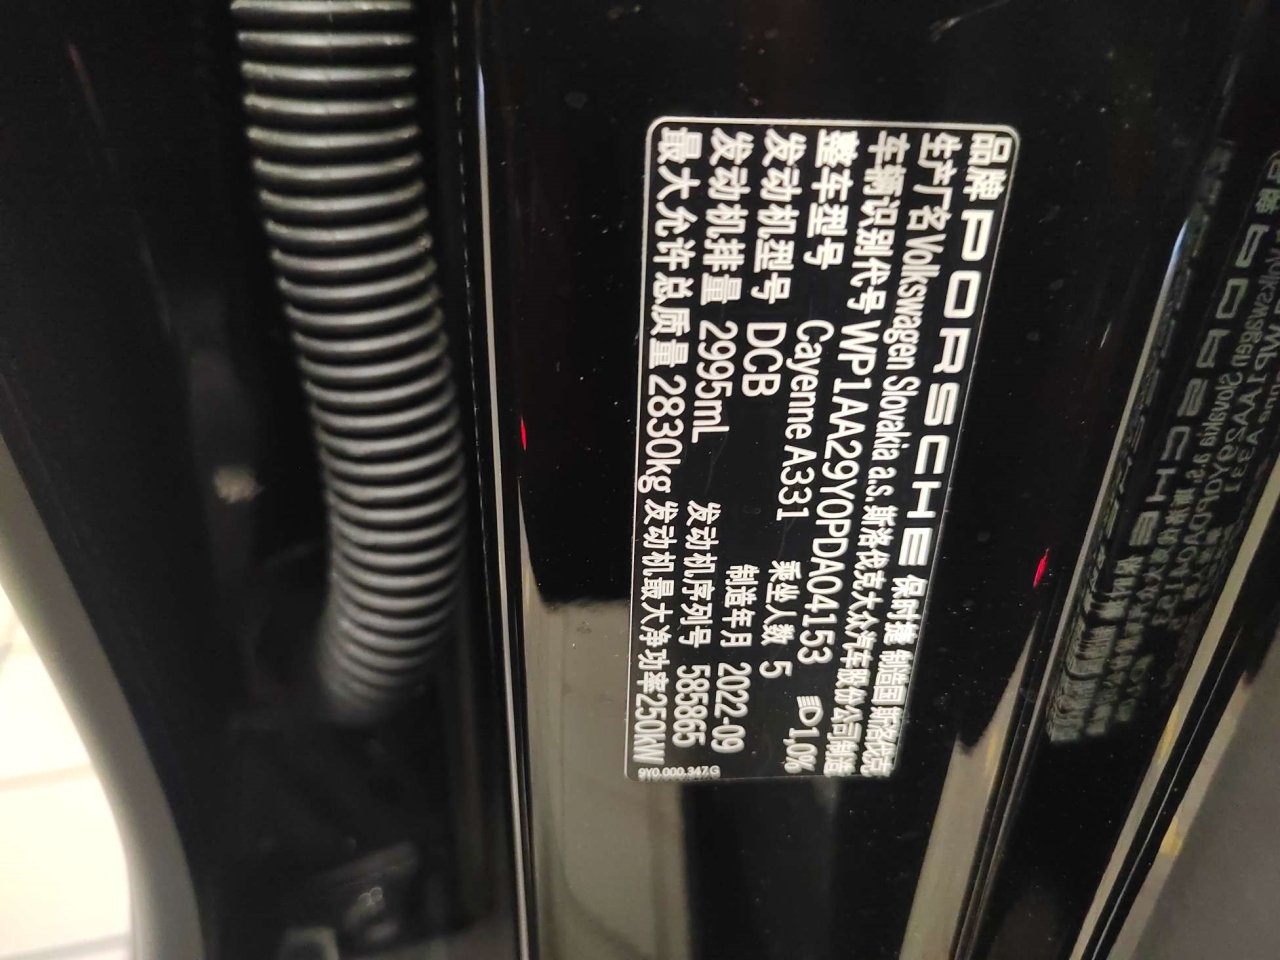 品牌 PORSCHE 保时捷 制造国 斯洛伐克
生产厂名 Volkswagen Slovakia a.s. 斯洛伐克大众汽车股份公司制造
车辆识别代号 WP1AA29Y0PDA04153
整车型号 Cayenne A331 乘坐人数 5 1,0%
发动机型号 DCB 制造年月 2022-09
发动机排量 2995mL 发动机序列号 585865
最大允许总质量 2830kg 发动机最大净功率250kW
9Y0.000.347.G